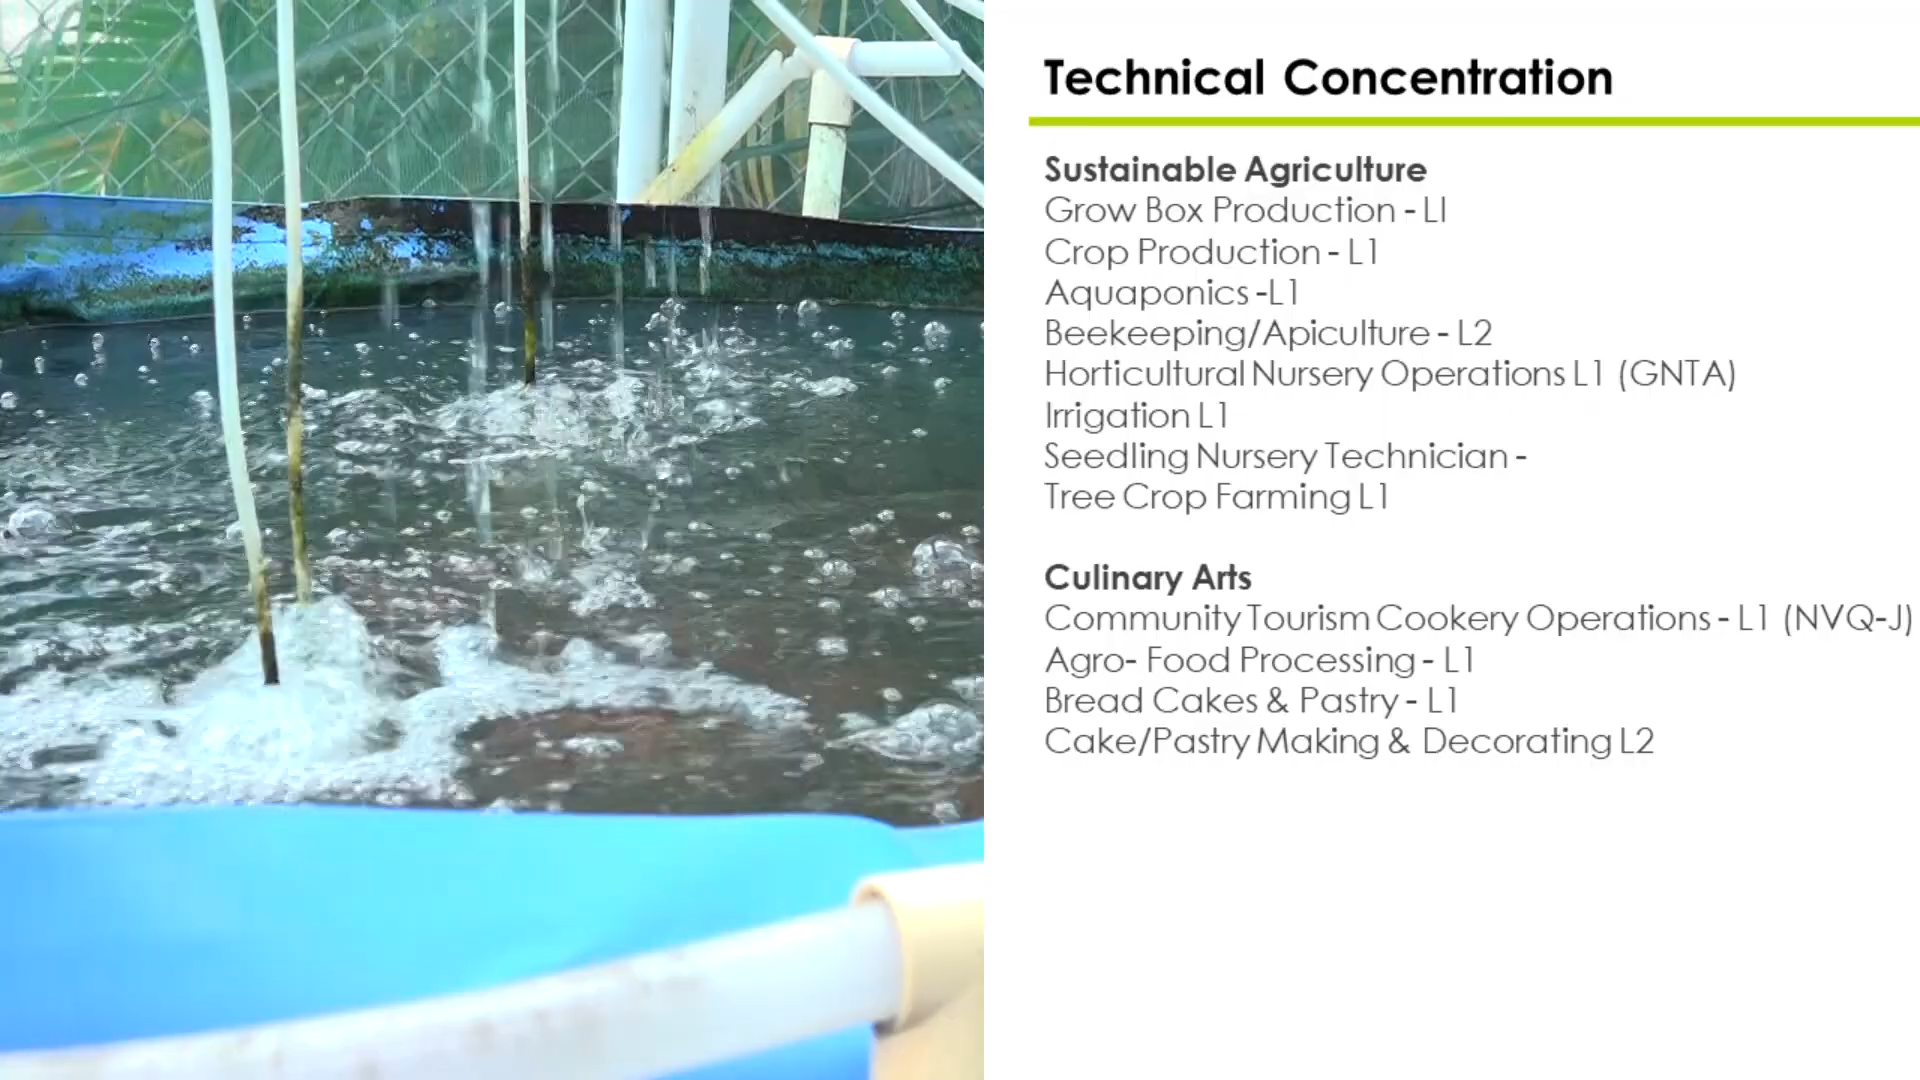 Technical Concentration
Sustainable Agriculture
Grow Box Production - LI
Crop Production - L1
Aquaponics -L1
Beekeeping/Apiculture - L2
Horticultural Nursery Operations L1 (GNTA)
Irrigation L1
Seedling Nursery Technician -
Tree Crop Farming L1
Culinary Arts
Community Tourism Cookery Operations - L1 (NVQ-J)
Agro- Food Processing - L1
Bread Cakes & Pastry - L1
Cake/Pastry Making & Decorating L2